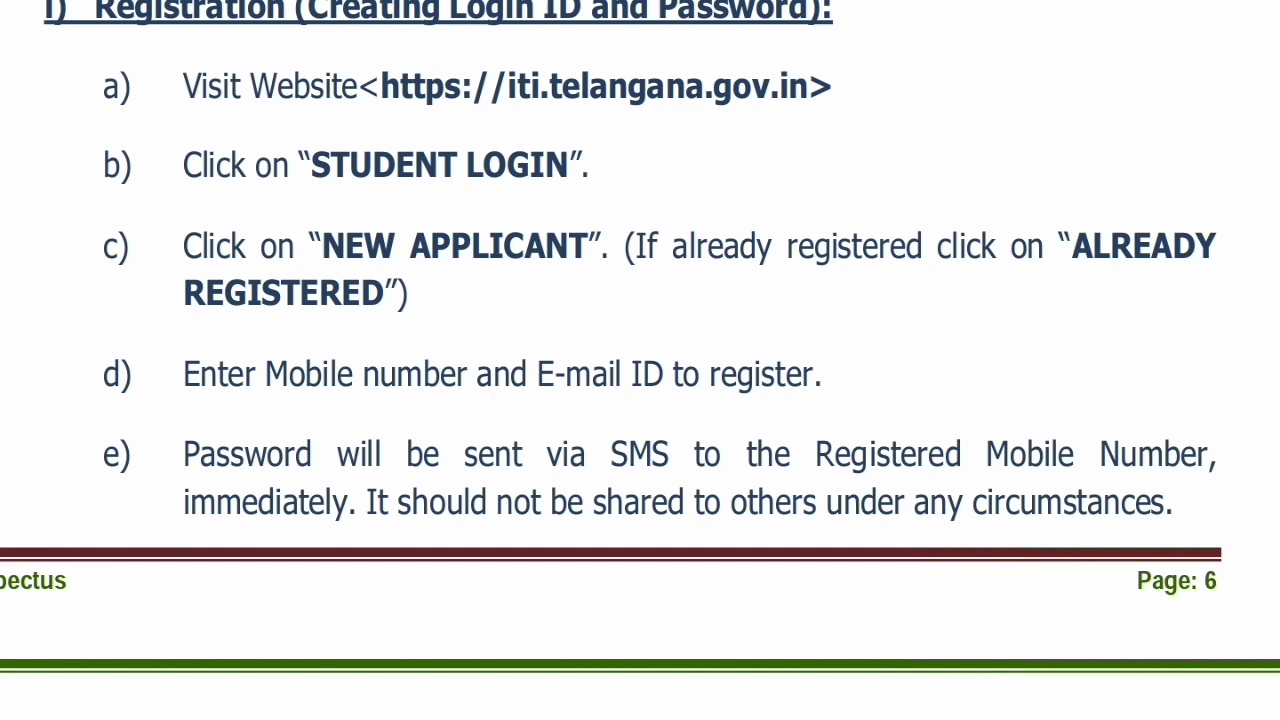 i) Registration (Creating Login ID and Password):
a) Visit Website<https://iti.telangana.gov.in>
b) Click on “STUDENT LOGIN”.
c) Click on “NEW APPLICANT”. (If already registered click on “ALREADY
REGISTERED”)
d) Enter Mobile number and E-mail ID to register.
e) Password will be sent via SMS to the Registered Mobile Number,
immediately. It should not be shared to others under any circumstances.
pectus Page: 6